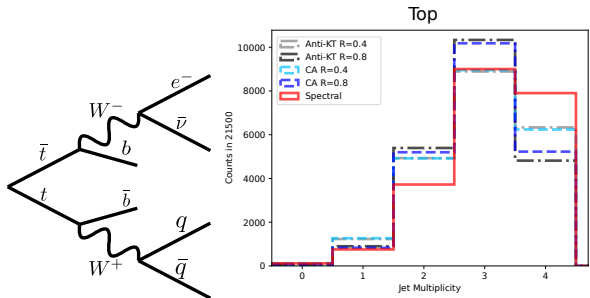 Top
e⁻
W⁻
ν̄
t̄
b
t
b̄
q
W⁺
q̄
Anti-KT R=0.4
Anti-KT R=0.8
CA R=0.4
CA R=0.8
Spectral
Counts in 21500
10000
8000
6000
4000
2000
0
0 1 2 3 4
Jet Multiplicity